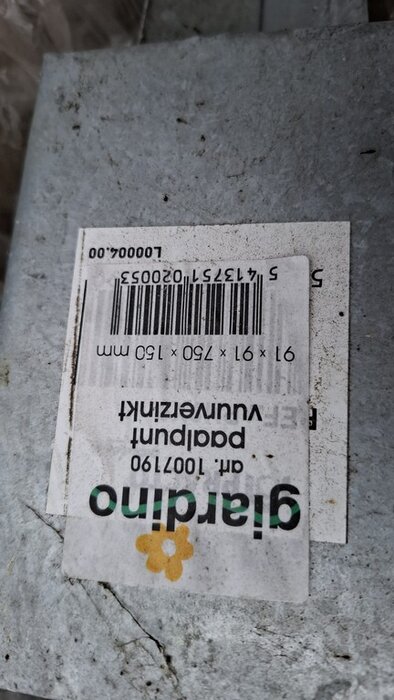 giardino
art. 1007190
paalpunt
vuurverzinkt
91 x 91 x 750 x 150 mm
5 413751 020053
L00004.00